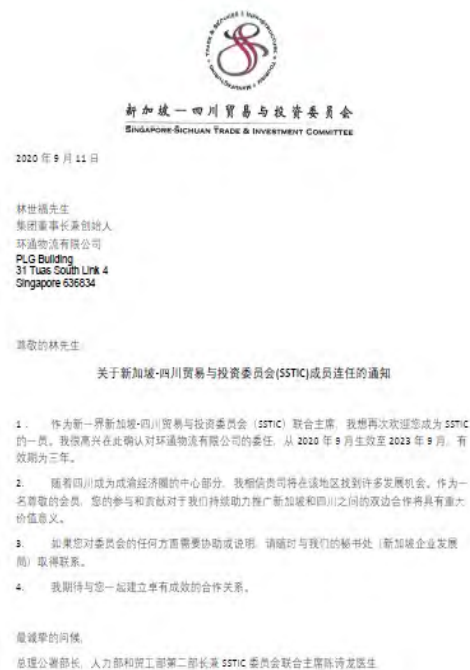 新加坡—四川贸易与投资委员会
SINGAPORE-SICHUAN TRADE & INVESTMENT COMMITTEE
2020 年 9 月 11 日
林世福先生
集团董事长兼创始人
环通物流有限公司
PLG Building
31 Tuas South Link 4
Singapore 636834
尊敬的林先生:
关于新加坡-四川贸易与投资委员会(SSTIC)成员连任的通知
1. 作为新一界新加坡-四川贸易与投资委员会 (SSTIC) 联合主席，我想再次欢迎您成为 SSTIC
的一员。我很高兴在此确认对环通物流有限公司的委任，从 2020 年 9 月生效至 2023 年 9 月，有
效期为三年。
2. 随着四川成为成渝经济圈的中心部分，我相信贵司将在该地区找到许多发展机会。作为一
名尊敬的会员，您的参与和贡献对于我们持续助力推广新加坡和四川之间的双边合作将具有重大
价值意义。
3. 如果您对委员会的任何方面需要协助或说明，请随时与我们的秘书处（新加坡企业发展
局）取得联系。
4. 我期待与您一起建立卓有成效的合作关系。
最诚挚的问候,
总理公署部长，人力部和贸工部第二部长兼 SSTIC 委员会联合主席陈诗龙医生